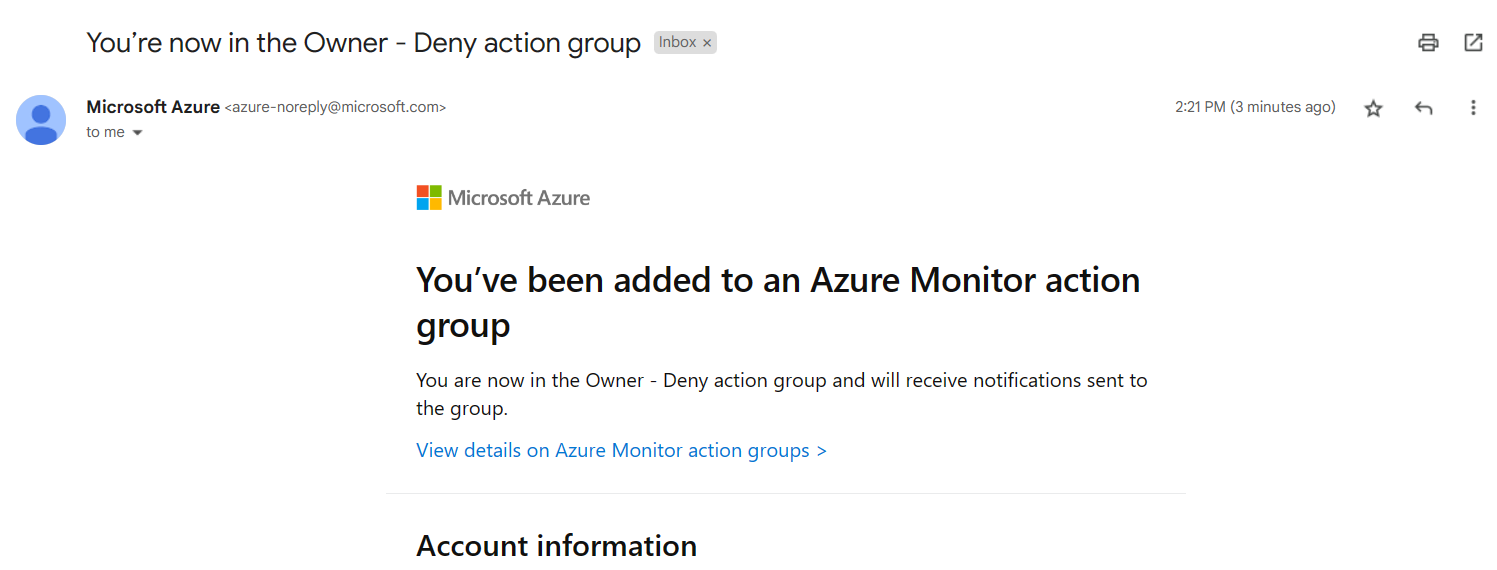 You’re now in the Owner - Deny action group Inbox ×
Microsoft Azure <azure-noreply@microsoft.com> 2:21 PM (3 minutes ago)
to me
Microsoft Azure
You’ve been added to an Azure Monitor action
group
You are now in the Owner - Deny action group and will receive notifications sent to
the group.
View details on Azure Monitor action groups >
Account information